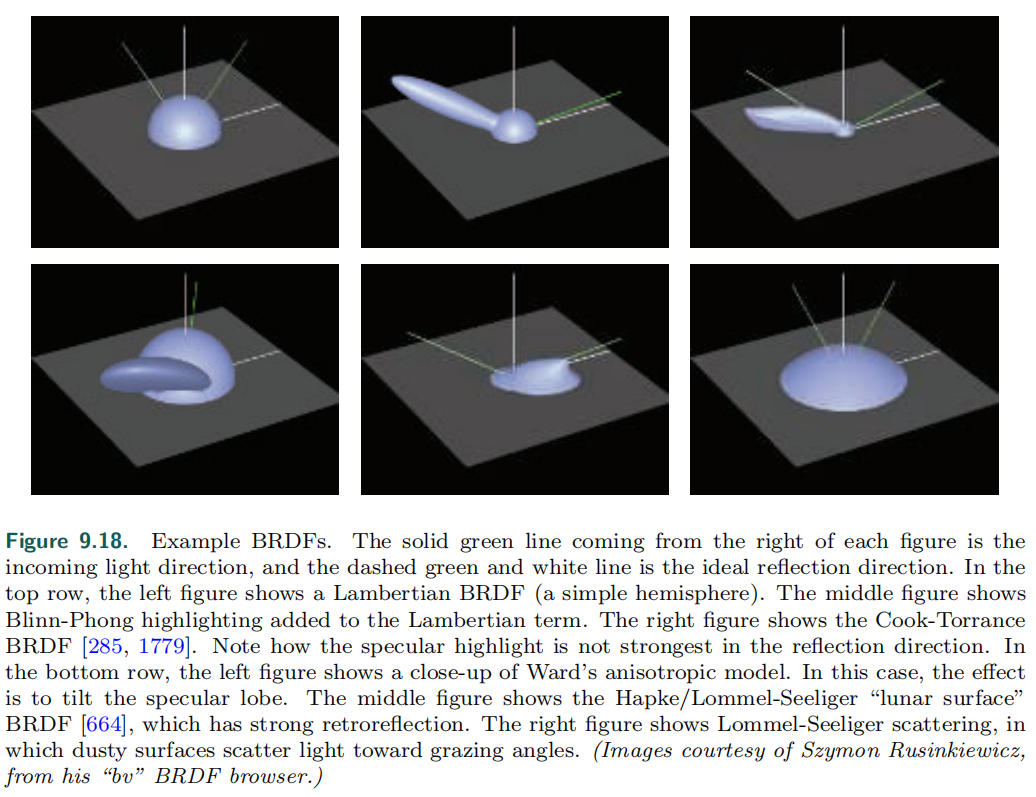 Figure 9.18. Example BRDFs. The solid green line coming from the right of each figure is the
incoming light direction, and the dashed green and white line is the ideal reflection direction. In the
top row, the left figure shows a Lambertian BRDF (a simple hemisphere). The middle figure shows
Blinn-Phong highlighting added to the Lambertian term. The right figure shows the Cook-Torrance
BRDF [285, 1779]. Note how the specular highlight is not strongest in the reflection direction. In
the bottom row, the left figure shows a close-up of Ward’s anisotropic model. In this case, the effect
is to tilt the specular lobe. The middle figure shows the Hapke/Lommel-Seeliger “lunar surface”
BRDF [664], which has strong retroreflection. The right figure shows Lommel-Seeliger scattering, in
which dusty surfaces scatter light toward grazing angles. (Images courtesy of Szymon Rusinkiewicz,
from his “bv” BRDF browser.)